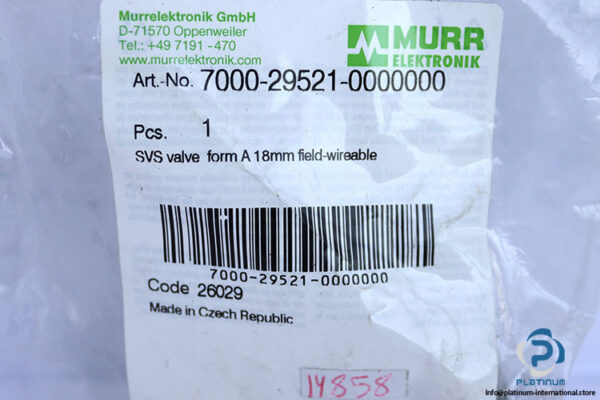 Murrelektronik GmbH
D-71570 Oppenweiler
Tel.: +49 7191 -470
www.murrelektronik.com
MURR
ELEKTRONIK
Art.-No. 7000-29521-0000000
Pcs. 1
SVS valve form A 18mm field-wireable
7000-29521-0000000
Code 26029
Made in Czech Republic
14858
PLATINUM
Info@platinum-international.store